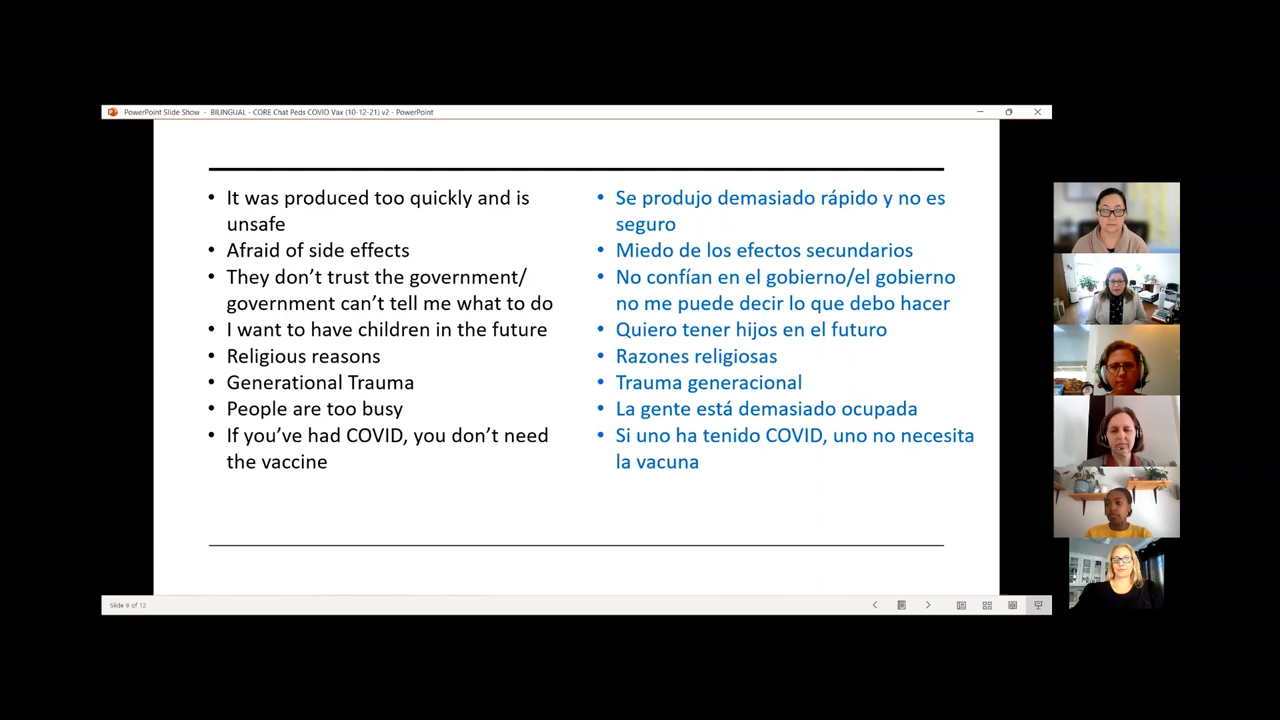 PowerPoint Slide Show - BILINGUAL - CORE Chat Peds COVID Vax (10-12-21) v2 - PowerPoint
• It was produced too quickly and is
unsafe
• Afraid of side effects
• They don’t trust the government/
government can’t tell me what to do
• I want to have children in the future
• Religious reasons
• Generational Trauma
• People are too busy
• If you’ve had COVID, you don’t need
the vaccine
• Se produjo demasiado rápido y no es
seguro
• Miedo de los efectos secundarios
• No confían en el gobierno/el gobierno
no me puede decir lo que debo hacer
• Quiero tener hijos en el futuro
• Razones religiosas
• Trauma generacional
• La gente está demasiado ocupada
• Si uno ha tenido COVID, uno no necesita
la vacuna
Slide 9 of 12